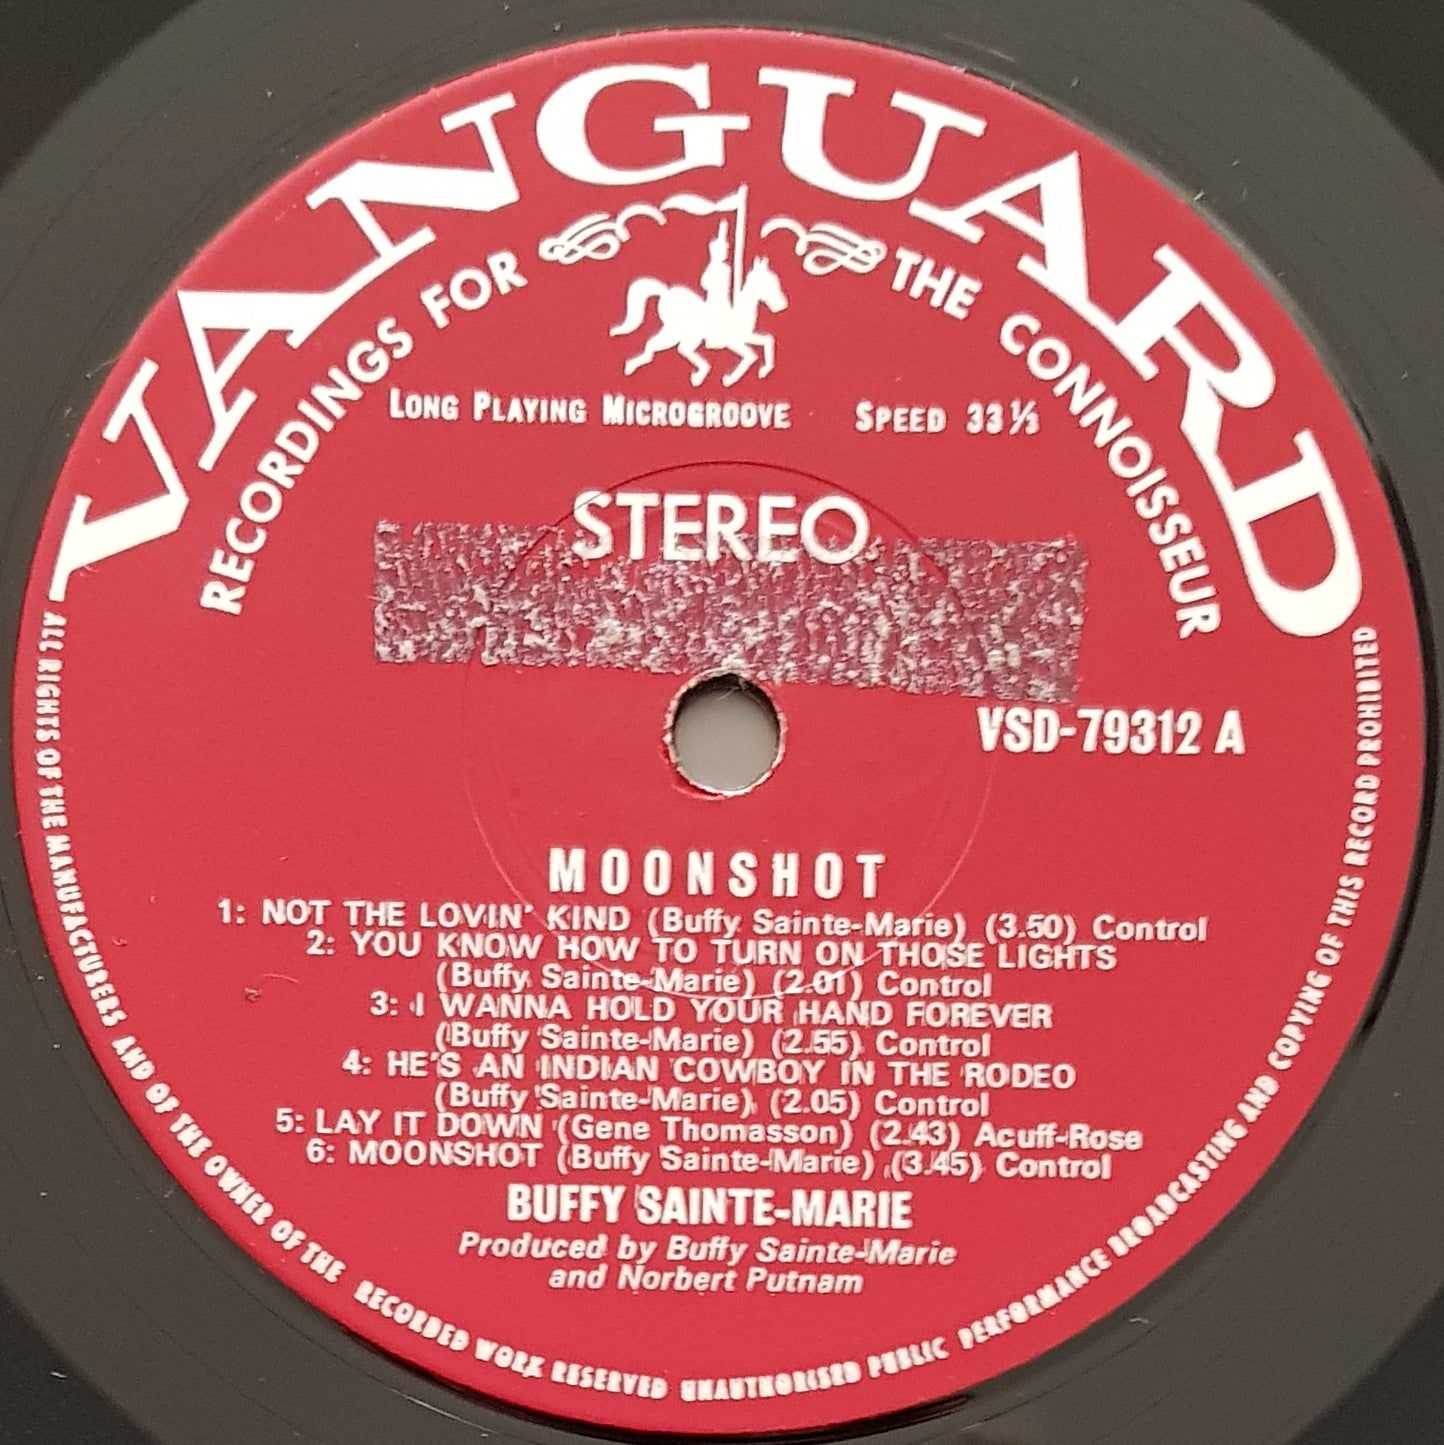 VANGUARD
RECORDINGS FOR THE CONNOISSEUR
LONG PLAYING MICROGROOVE SPEED 33 ⅓
STEREO
VSD-79312 A
MOONSHOT
1: NOT THE LOVIN' KIND (Buffy Sainte-Marie) (3.50) Control
2: YOU KNOW HOW TO TURN ON THOSE LIGHTS
(Buffy Sainte-Marie) (2.01) Control
3: I WANNA HOLD YOUR HAND FOREVER
(Buffy Sainte-Marie) (2.55) Control
4: HE'S AN INDIAN COWBOY IN THE RODEO
(Buffy Sainte-Marie) (2.05) Control
5: LAY IT DOWN (Gene Thomasson) (2.43) Acuff-Rose
6: MOONSHOT (Buffy Sainte-Marie) (3.45) Control
BUFFY SAINTE-MARIE
Produced by Buffy Sainte-Marie
and Norbert Putnam
ALL RIGHTS OF THE MANUFACTURERS AND OF THE OWNER OF THE RECORDED WORK RESERVED UNAUTHORISED PUBLIC PERFORMANCE BROADCASTING AND COPYING OF THIS RECORD PROHIBITED